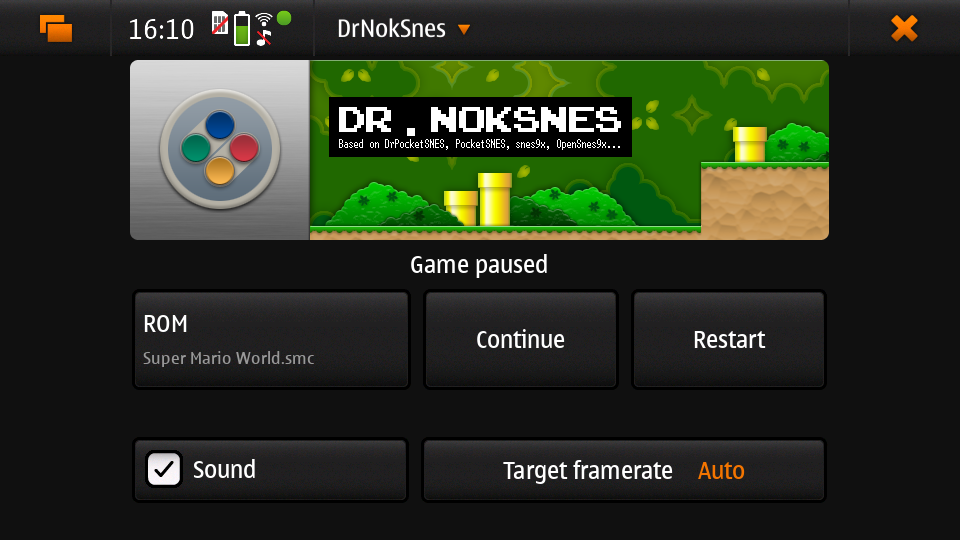 16:10
DrNokSnes
DR.NOKSNES
Based on DrPocketSNES, PocketSNES, snes9x, OpenSnes9x...
Game paused
ROM
Super Mario World.smc
Continue
Restart
Sound
Target framerate Auto